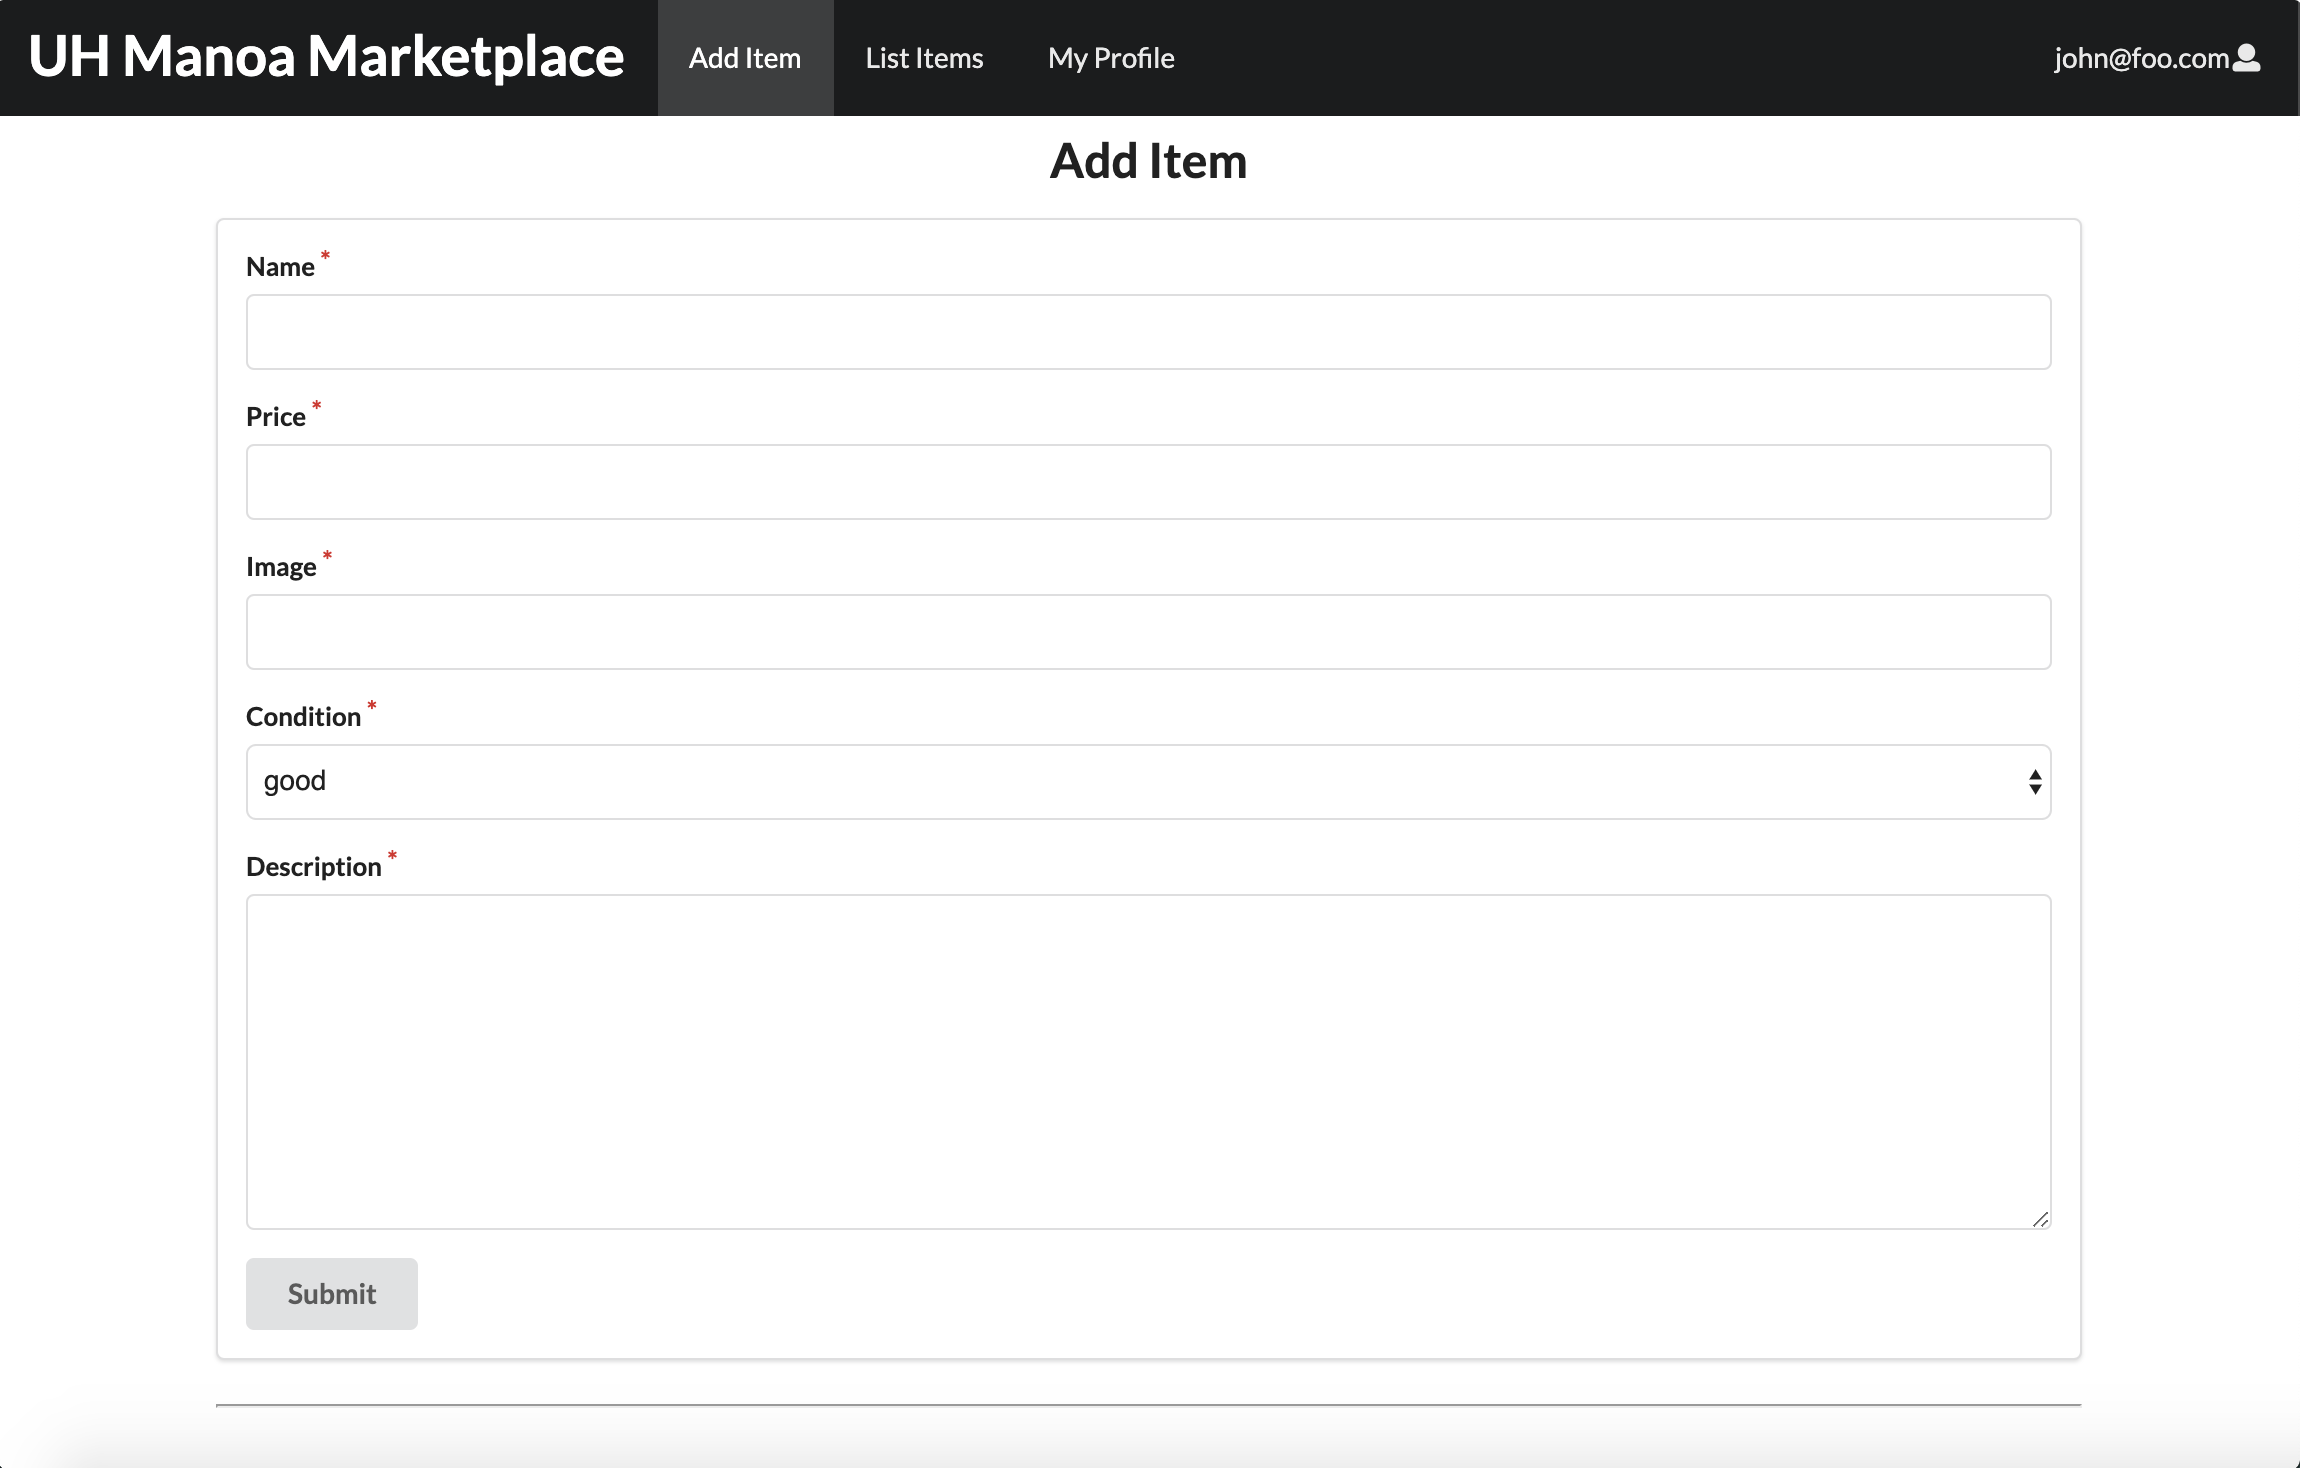 UH Manoa Marketplace Add Item List Items My Profile john@foo.com
Add Item
Name *
Price *
Image *
Condition *
good
Description *
Submit